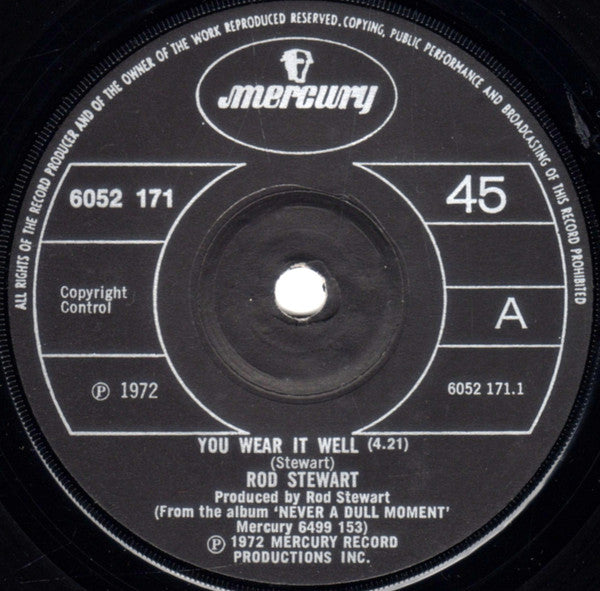 ALL RIGHTS OF THE RECORD PRODUCER AND OF THE OWNER OF THE WORK REPRODUCED RESERVED. COPYING, PUBLIC PERFORMANCE AND BROADCASTING OF THIS RECORD PROHIBITED
mercury
6052 171
45
Copyright
Control
A
Ⓟ 1972
6052 171.1
YOU WEAR IT WELL (4.21)
(Stewart)
ROD STEWART
Produced by Rod Stewart
(From the album 'NEVER A DULL MOMENT'
Mercury 6499 153)
Ⓟ 1972 MERCURY RECORD
PRODUCTIONS INC.